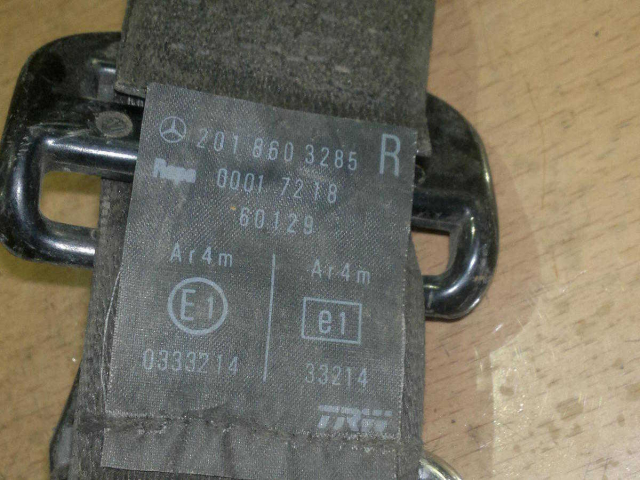 201 860 3285 R
Repa 0001 7218
60129
Ar4m Ar4m
E1 e1
0333214 33214
TRW